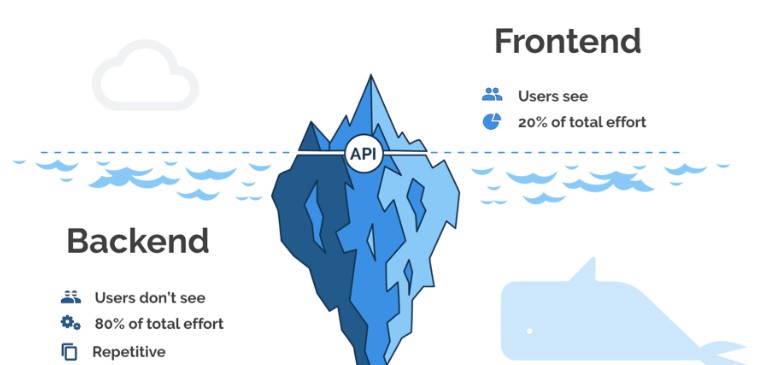 Frontend
Users see
20% of total effort
API
Backend
Users don't see
80% of total effort
Repetitive